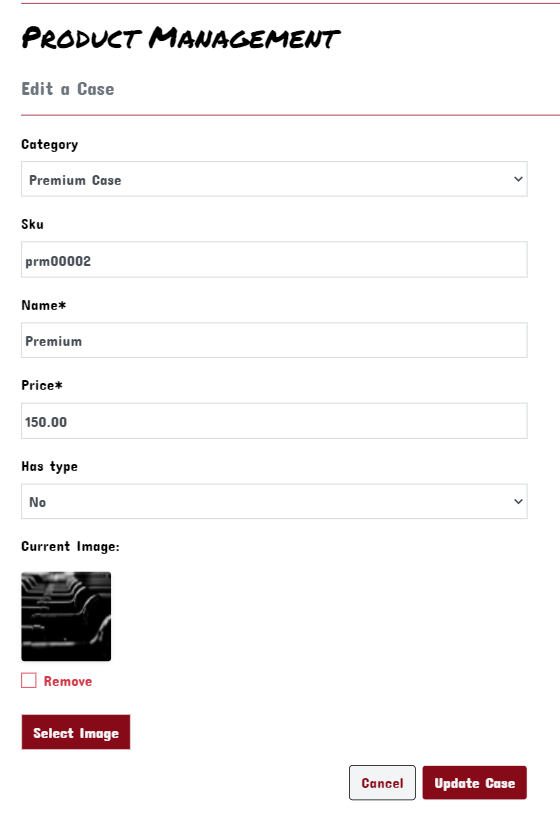 Product Management
Edit a Case
Category
Premium Case
Sku
prm00002
Name*
Premium
Price*
150.00
Has type
No
Current Image:
Remove
Select Image
Cancel
Update Case